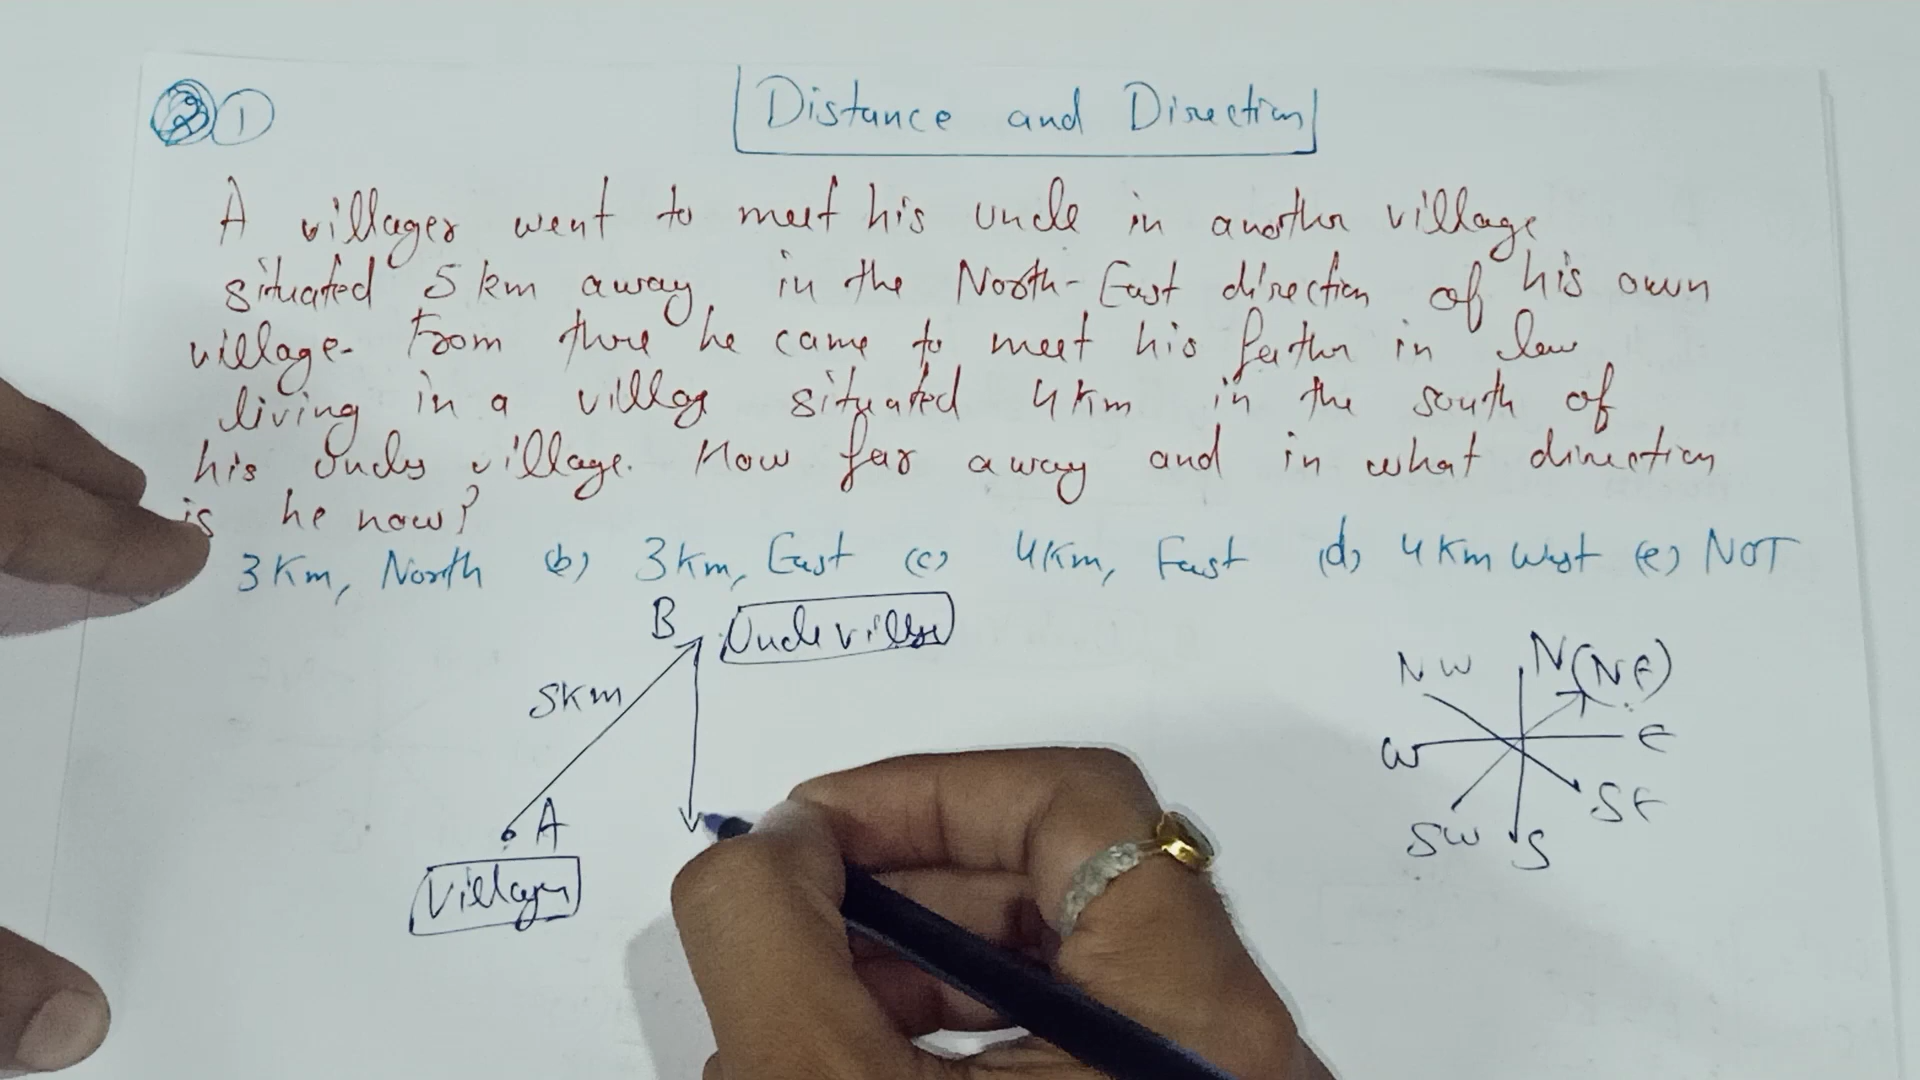 ② ①
Distance and Direction
A villager went to meet his uncle in another village
situated 5 km away in the North-East direction of his own
village. From there he came to meet his father in law
living in a villag situated 4 Km in the south of
his uncles village. How far away and in what direction
is he now?
3 Km, North (b) 3 km, East (c) 4 Km, East (d) 4 Km West (e) NOT
B Uncle village
5Km
A
Villager
N (NE)
NW
W E
SE
SW S